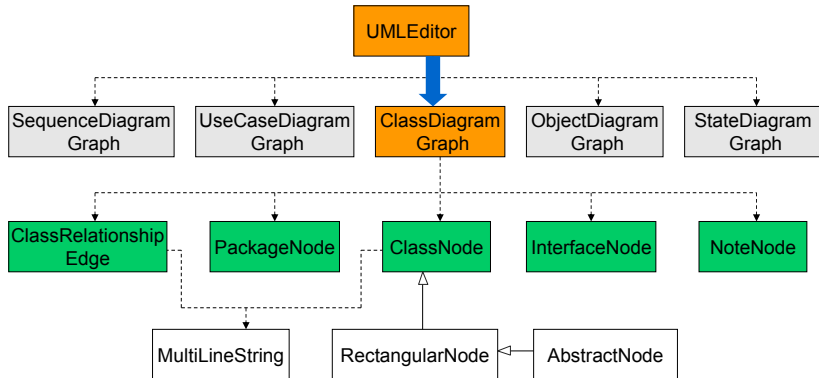 UMLEditor
SequenceDiagram
Graph
UseCaseDiagram
Graph
ClassDiagram
Graph
ObjectDiagram
Graph
StateDiagram
Graph
ClassRelationship
Edge
PackageNode
ClassNode
InterfaceNode
NoteNode
MultiLineString
RectangularNode
AbstractNode